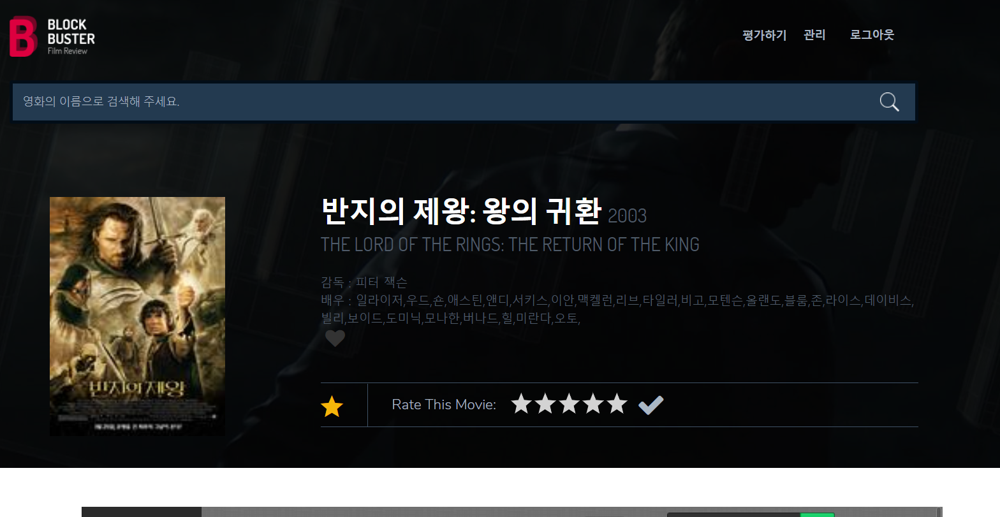 BLOCK
BUSTER
Film Review
평가하기 관리 로그아웃
영화의 이름으로 검색해 주세요.
반지의 제왕: 왕의 귀환 2003
THE LORD OF THE RINGS: THE RETURN OF THE KING
감독 : 피터 잭슨
배우 : 일라이저,우드,숀,애스틴,앤디,서키스,이안,맥켈런,리브,타일러,비고,모텐슨,올랜도,블룸,존,라이스,데이비스,
빌리,보이드,도미닉,모나한,버나드,힐,미란다,오토,
반지의 제왕
Rate This Movie: